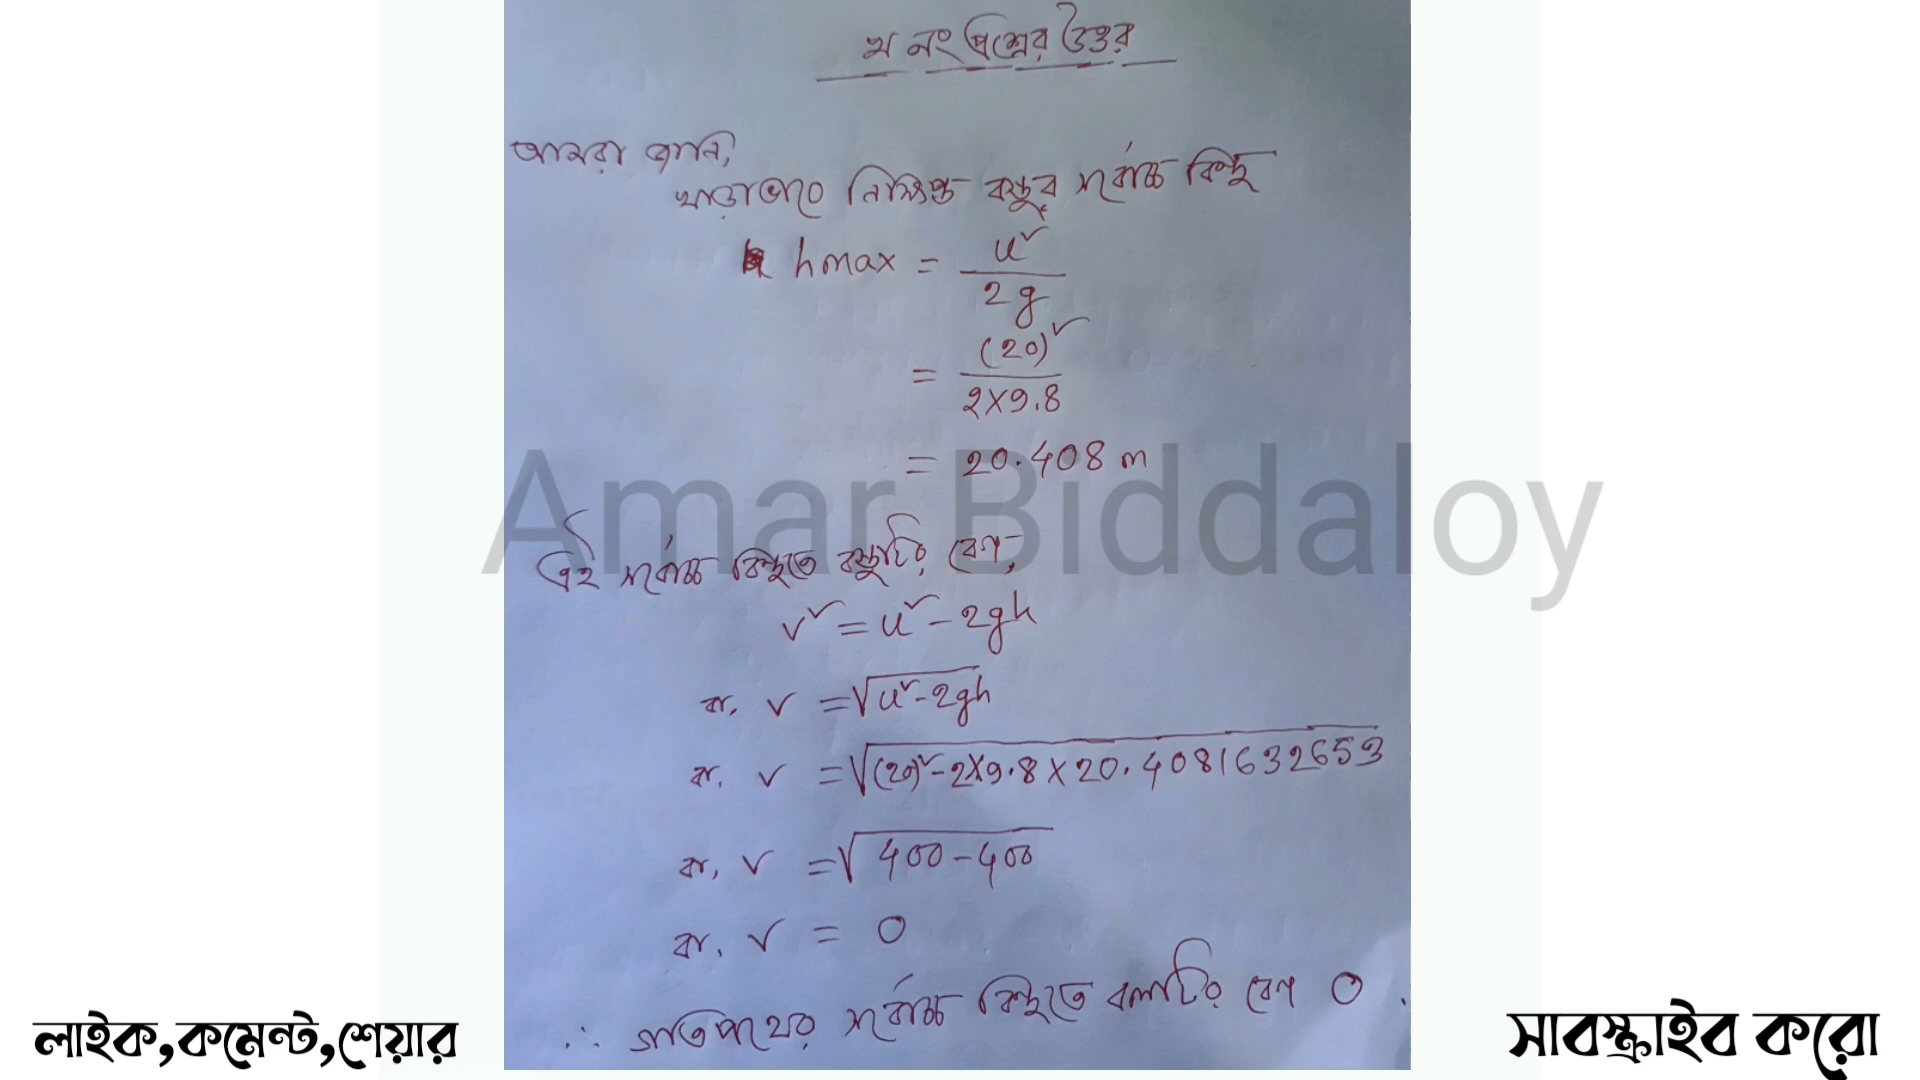 খ নং প্রশ্নের উত্তর
আমরা জানি,
খাড়াভাবে নিক্ষিপ্ত বস্তুর সর্বোচ্চ বিন্দু
hmax = u² / 2g
= (20)² / 2×9.8
= 20.408 m
Amar Biddaloy
এই সর্বোচ্চ বিন্দুতে বস্তুটির বেগ,
v² = u² - 2gh
বা, v = √u² - 2gh
বা, v = √(20)² - 2×9.8×20.4081632653
বা, v = √400 - 400
বা, v = 0
∴ গতিপথের সর্বোচ্চ বিন্দুতে বলটির বেগ 0.
লাইক,কমেন্ট,শেয়ার
সাবস্ক্রাইব করো